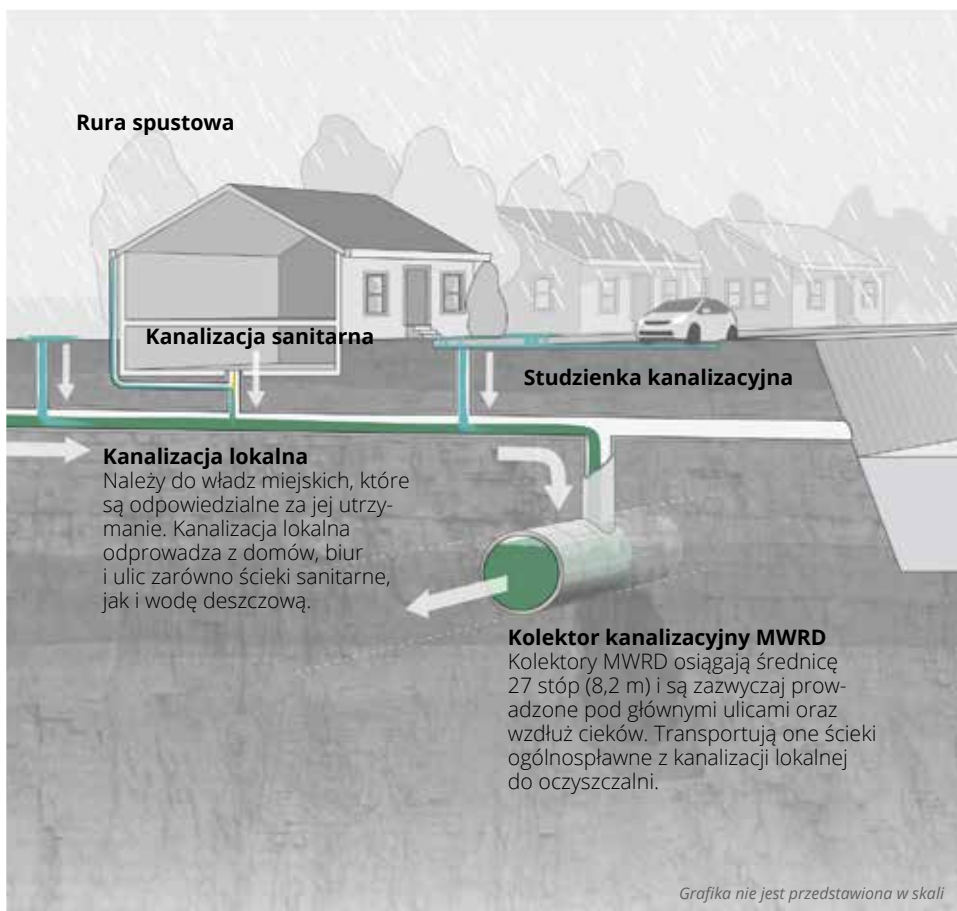 Rura spustowa
Kanalizacja sanitarna
Studzienka kanalizacyjna
Kanalizacja lokalna
Należy do władz miejskich, które
są odpowiedzialne za jej utrzy-
manie. Kanalizacja lokalna
odprowadza z domów, biur
i ulic zarówno ścieki sanitarne,
jak i wodę deszczową.
Kolektor kanalizacyjny MWRD
Kolektory MWRD osiągają średnicę
27 stóp (8,2 m) i są zazwyczaj prow-
adzone pod głównymi ulicami oraz
wzdłuż cieków. Transportują one ścieki
ogólnospławne z kanalizacji lokalnej
do oczyszczalni.
Grafika nie jest przedstawiona w skali